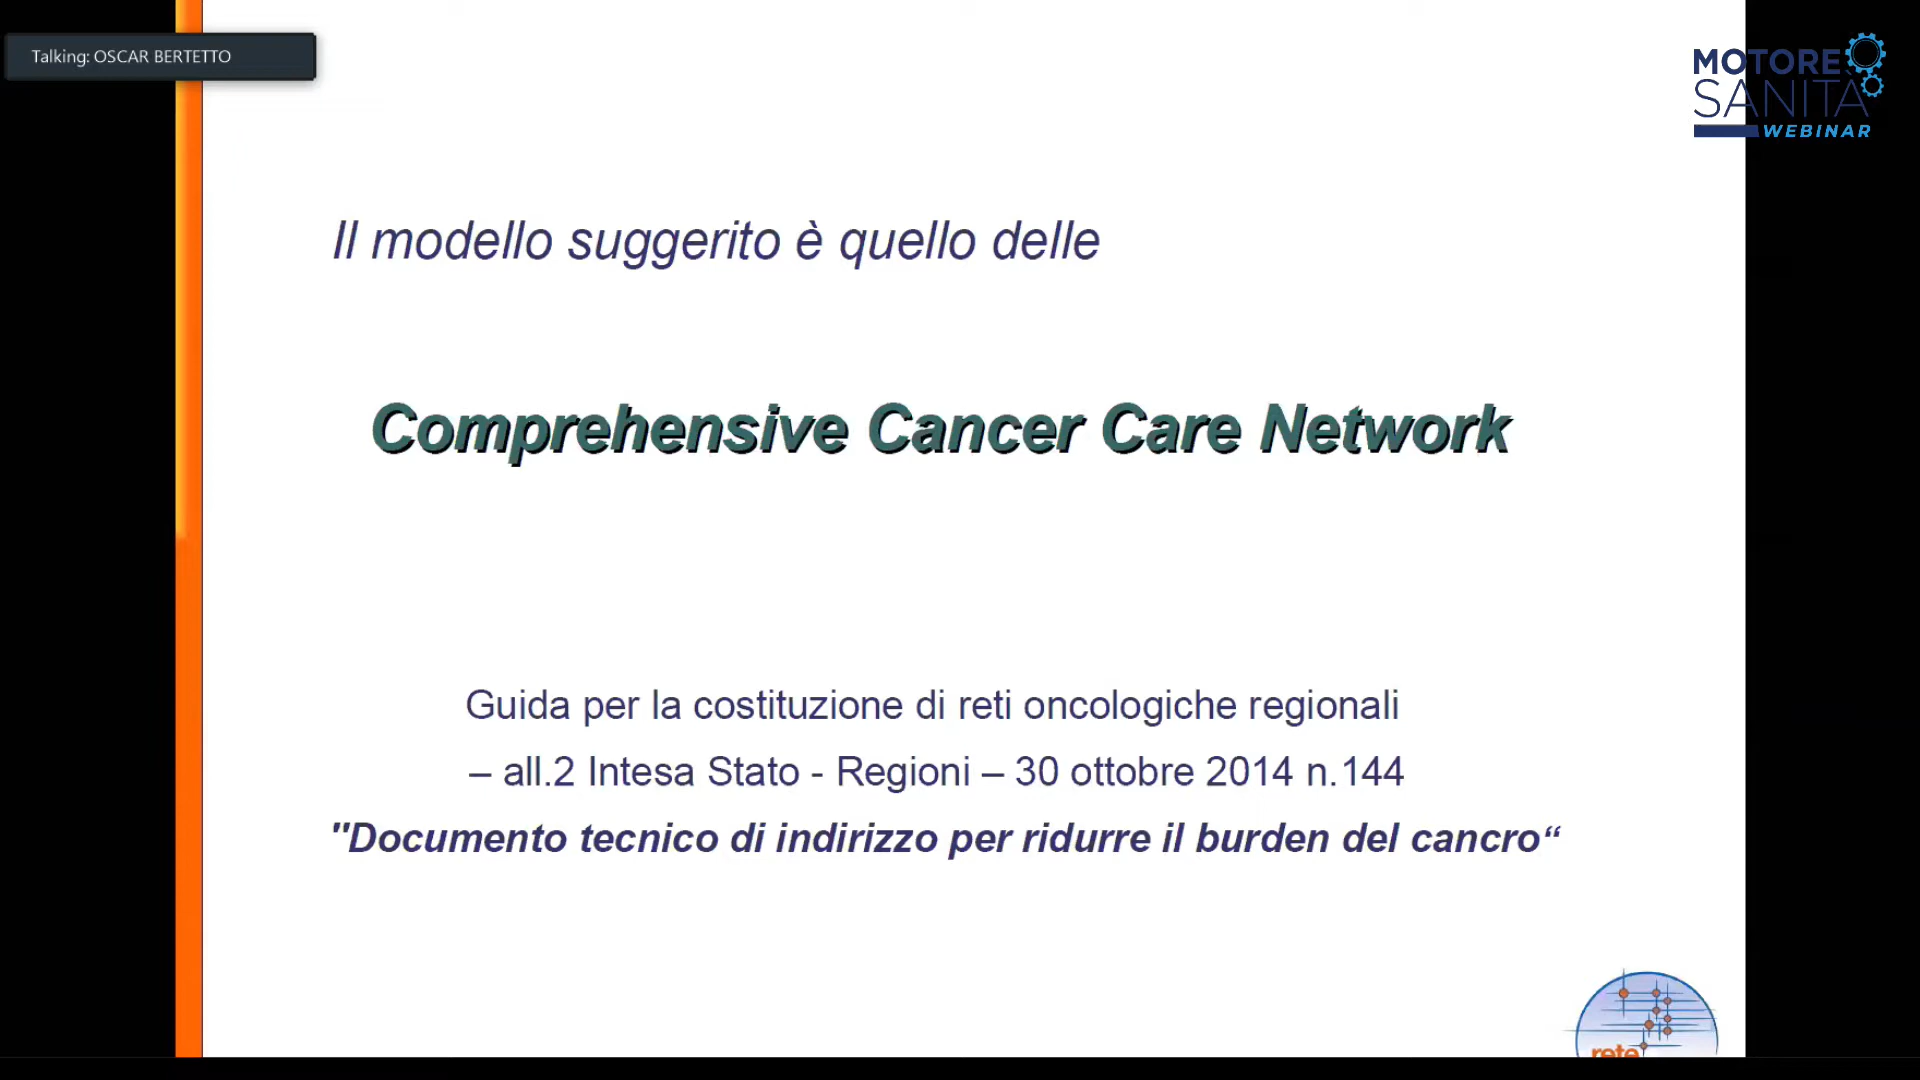 Talking: OSCAR BERTETTO
MOTORE
SANITÀ
WEBINAR
Il modello suggerito è quello delle
Comprehensive Cancer Care Network
Guida per la costituzione di reti oncologiche regionali
– all.2 Intesa Stato - Regioni – 30 ottobre 2014 n.144
"Documento tecnico di indirizzo per ridurre il burden del cancro“
rete